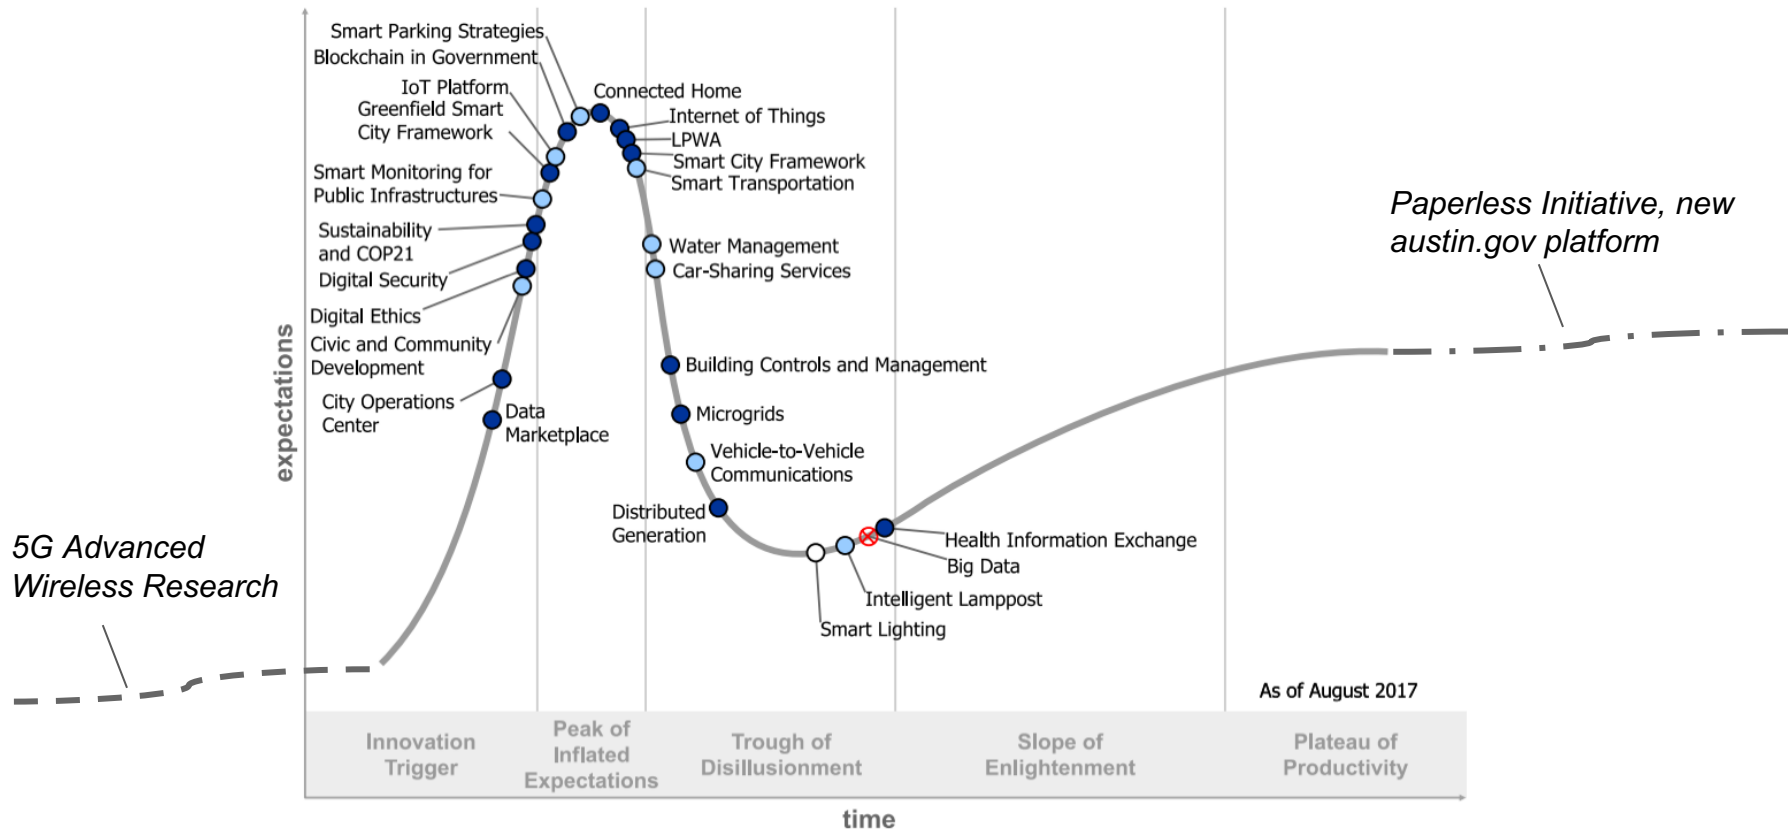 Smart Parking Strategies
Blockchain in Government
IoT Platform
Greenfield Smart
City Framework
Smart Monitoring for
Public Infrastructures
Sustainability
and COP21
Digital Security
Digital Ethics
Civic and Community
Development
City Operations
Center
Data
Marketplace
Connected Home
Internet of Things
LPWA
Smart City Framework
Smart Transportation
Water Management
Car-Sharing Services
Building Controls and Management
Microgrids
Vehicle-to-Vehicle
Communications
Distributed
Generation
Health Information Exchange
Big Data
Intelligent Lamppost
Smart Lighting
Paperless Initiative, new
austin.gov platform
5G Advanced
Wireless Research
expectations
As of August 2017
Innovation
Trigger
Peak of
Inflated
Expectations
Trough of
Disillusionment
Slope of
Enlightenment
Plateau of
Productivity
time